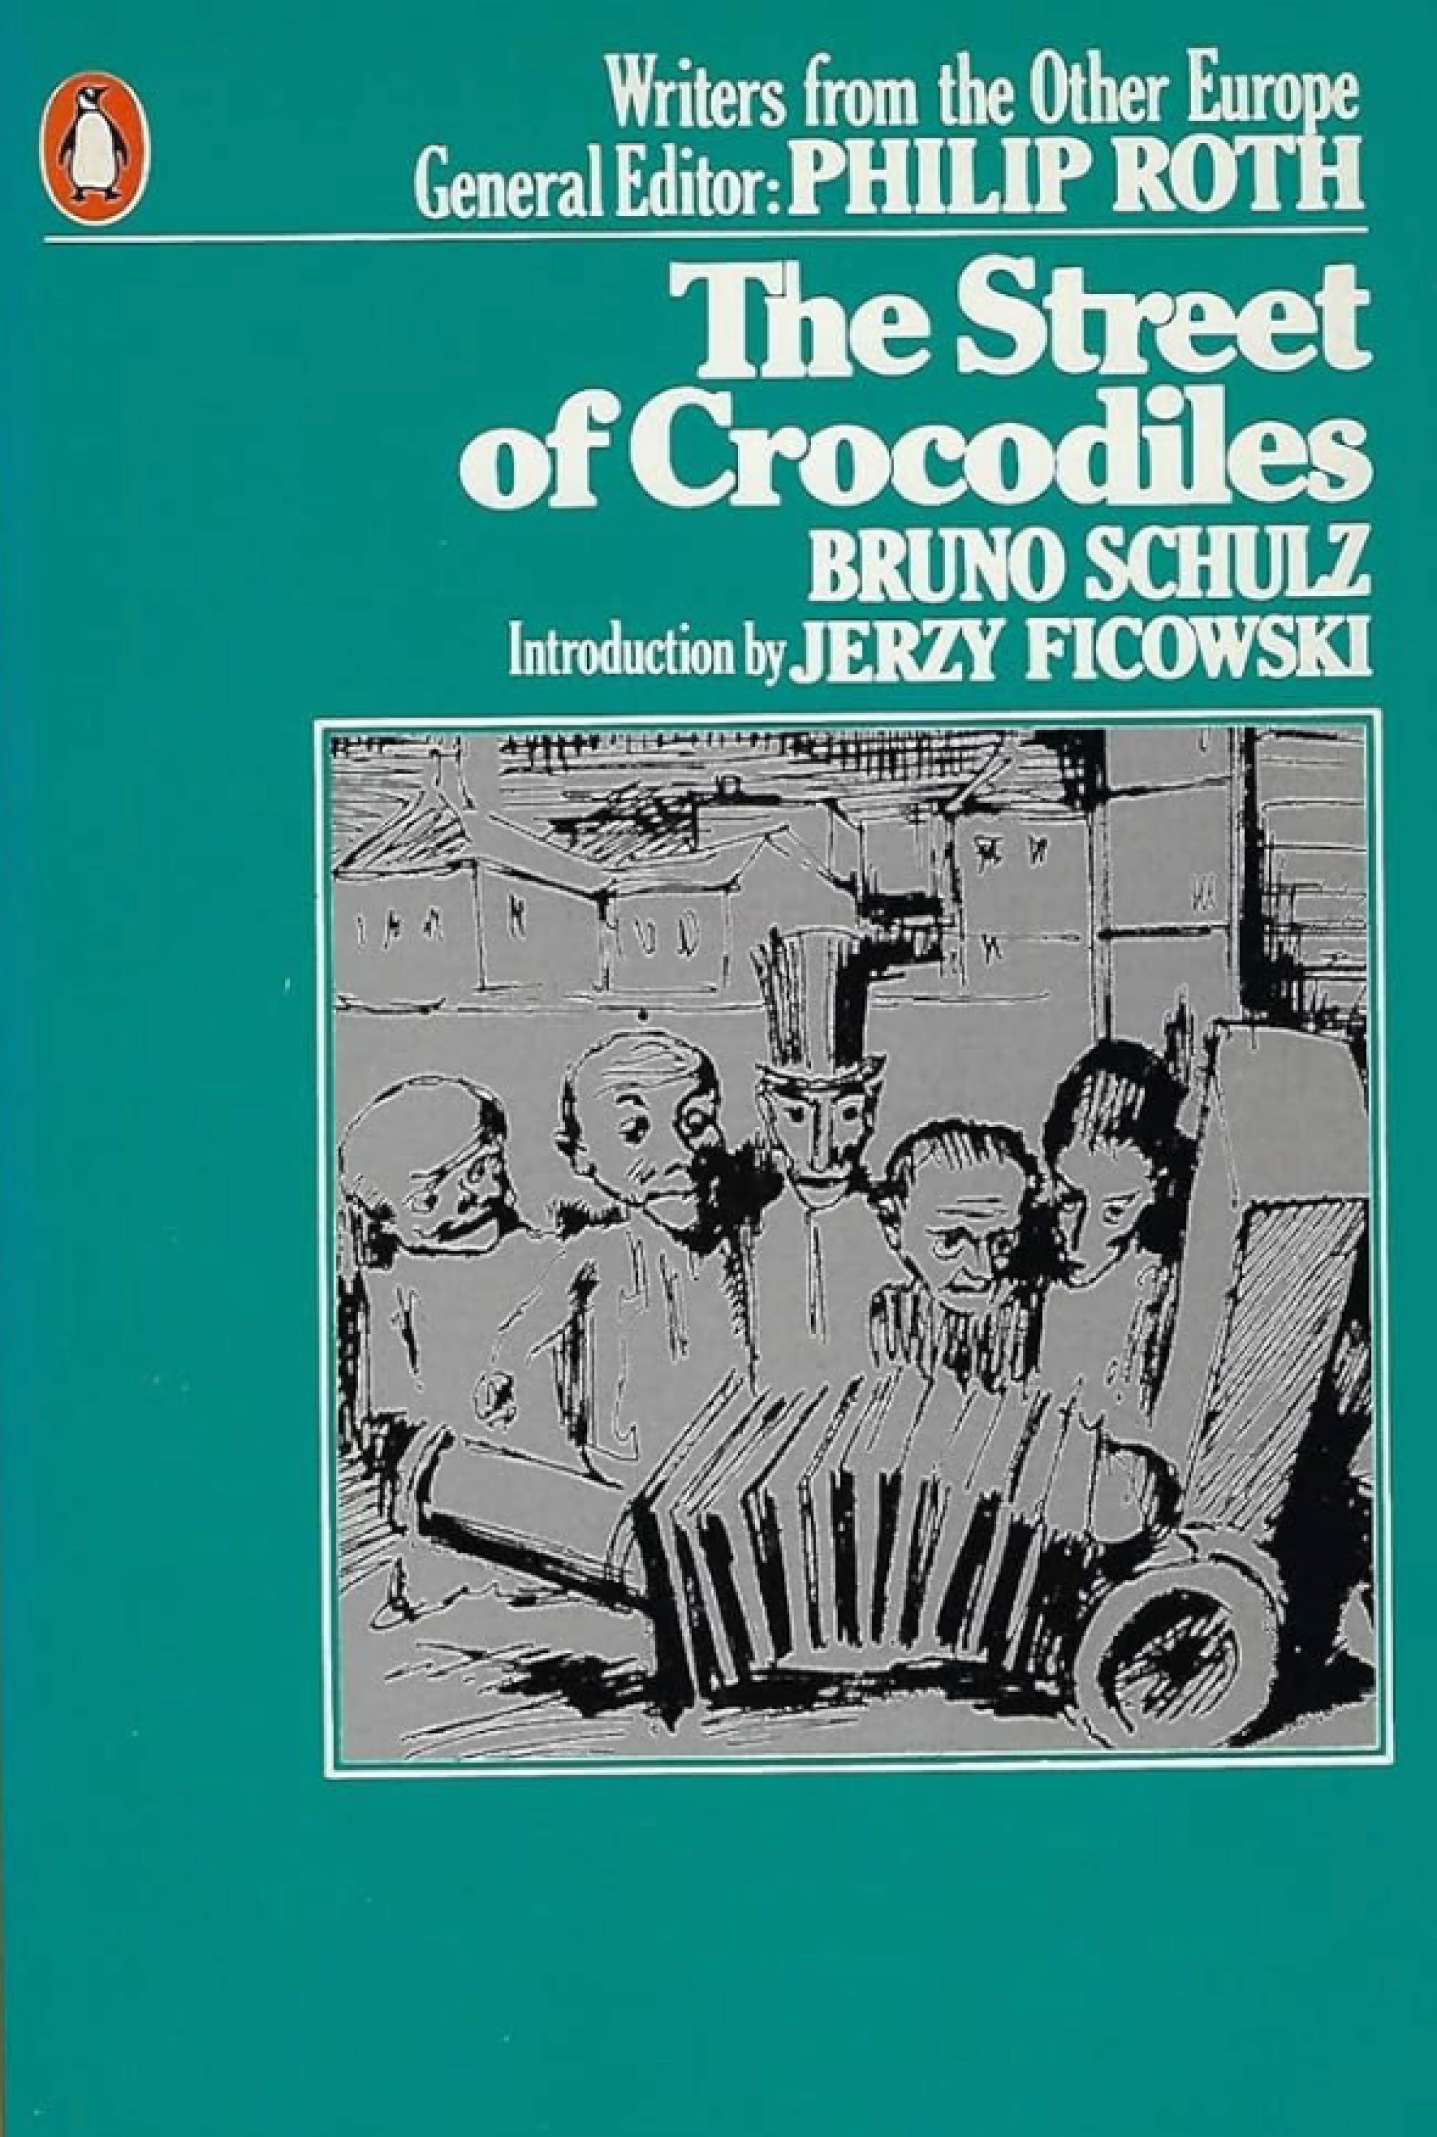 Writers from the Other Europe
General Editor: PHILIP ROTH
The Street
of Crocodiles
BRUNO SCHULZ
Introduction by JERZY FICOWSKI